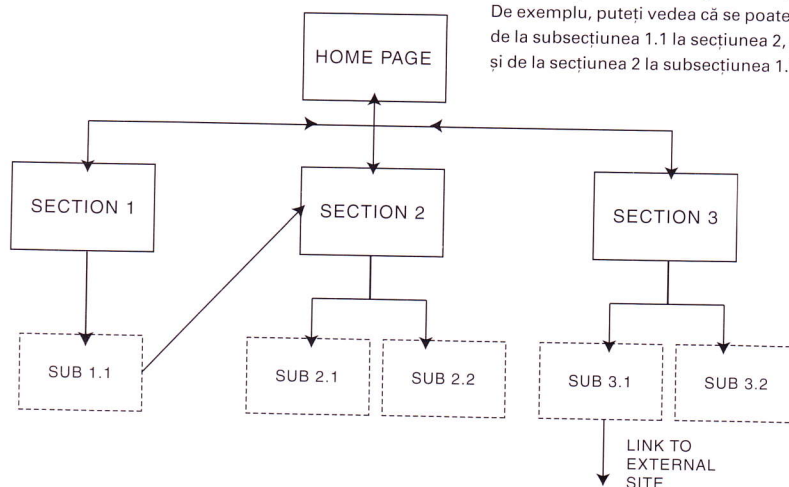 De exemplu, puteți vedea că se poate
de la subsecțiunea 1.1 la secțiunea 2,
și de la secțiunea 2 la subsecțiunea 1.
HOME PAGE
SECTION 1
SECTION 2
SECTION 3
SUB 1.1
SUB 2.1
SUB 2.2
SUB 3.1
SUB 3.2
LINK TO
EXTERNAL
SITE